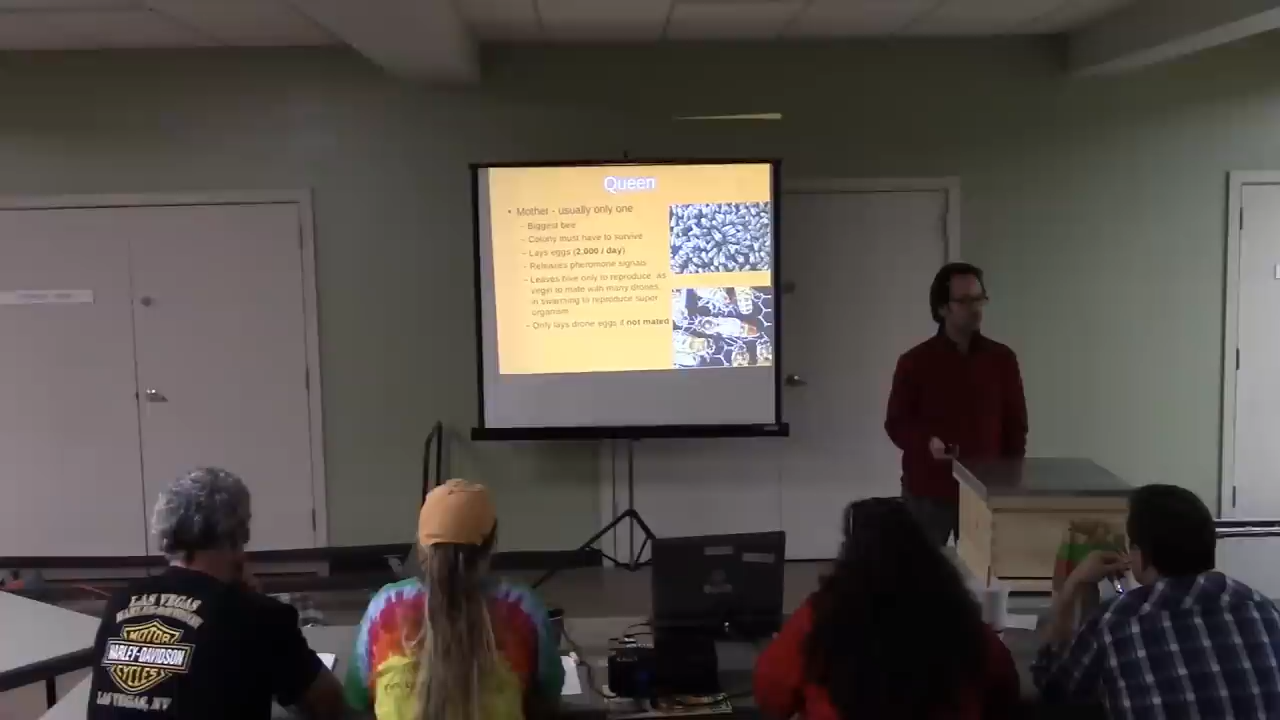 Queen
• Mother - usually only one
– Biggest bee
– Colony must have to survive
– Lays eggs (2,000 / day)
– Releases pheromone signals
– Leaves hive only to reproduce, as
virgin to mate with many drones,
in swarming to reproduce super
organism
– Only lays drone eggs if not mated
LAS VEGAS
HARLEY-DAVIDSON
MOTOR
HARLEY-DAVIDSON
CYCLES
LAS VEGAS, NV